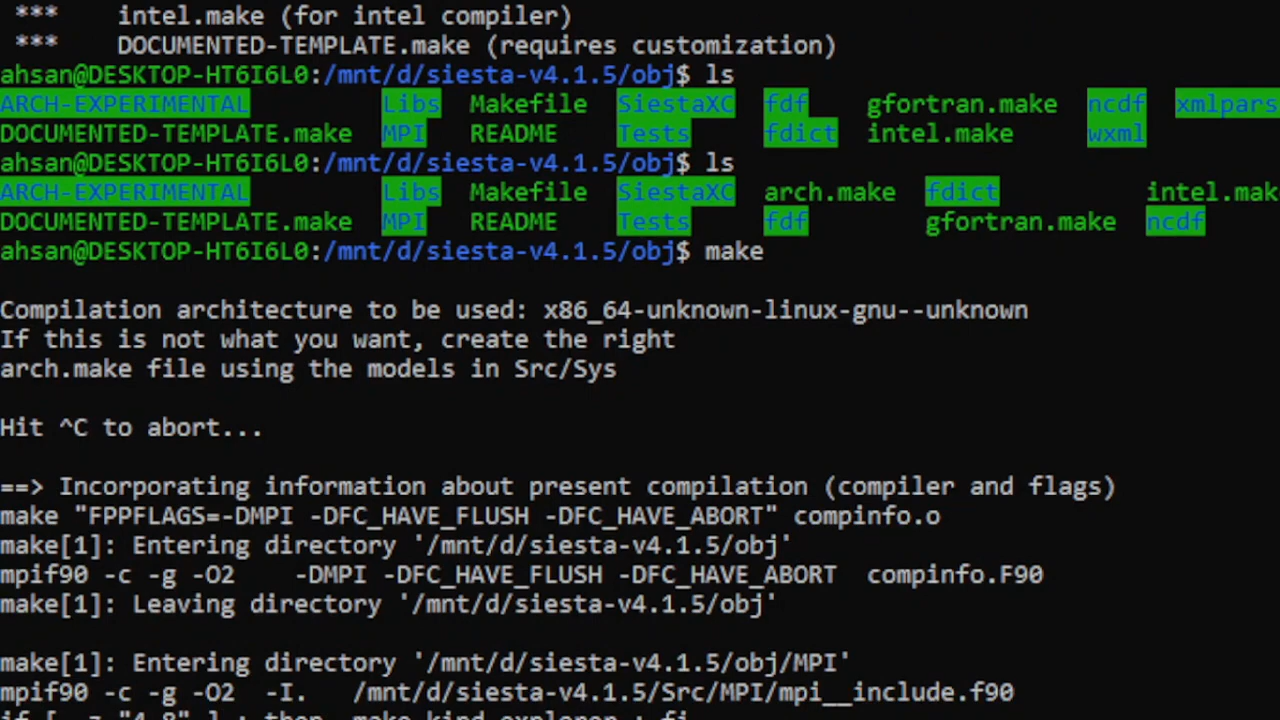 ***    intel.make (for intel compiler)
***    DOCUMENTED-TEMPLATE.make (requires customization)
ahsan@DESKTOP-HT6I6L0:/mnt/d/siesta-v4.1.5/obj$ ls
ARCH-EXPERIMENTAL Libs Makefile SiestaXC fdf gfortran.make ncdf xmlpars
DOCUMENTED-TEMPLATE.make MPI README Tests fdict intel.make wxml
ahsan@DESKTOP-HT6I6L0:/mnt/d/siesta-v4.1.5/obj$ ls
ARCH-EXPERIMENTAL Libs Makefile SiestaXC arch.make fdict intel.mak
DOCUMENTED-TEMPLATE.make MPI README Tests fdf gfortran.make ncdf
ahsan@DESKTOP-HT6I6L0:/mnt/d/siesta-v4.1.5/obj$ make
Compilation architecture to be used: x86_64-unknown-linux-gnu--unknown
If this is not what you want, create the right
arch.make file using the models in Src/Sys
Hit ^C to abort...
==> Incorporating information about present compilation (compiler and flags)
make "FPPFLAGS=-DMPI -DFC_HAVE_FLUSH -DFC_HAVE_ABORT" compinfo.o
make[1]: Entering directory '/mnt/d/siesta-v4.1.5/obj'
mpif90 -c -g -O2    -DMPI -DFC_HAVE_FLUSH -DFC_HAVE_ABORT  compinfo.F90
make[1]: Leaving directory '/mnt/d/siesta-v4.1.5/obj'
make[1]: Entering directory '/mnt/d/siesta-v4.1.5/obj/MPI'
mpif90 -c -g -O2  -I.   /mnt/d/siesta-v4.1.5/Src/MPI/mpi__include.f90
if [ -z "4 8" ] ; then make kind_explorer ; fi